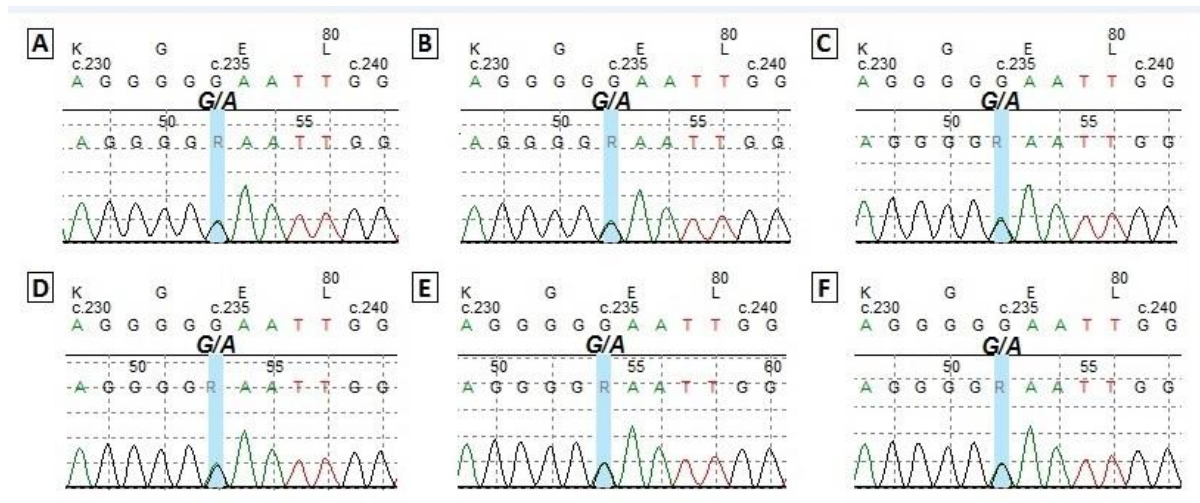 A
80
K G E L
c.230 c.235 c.240
A G G G G G A A T T G G
G/A
50 55
A G G G G R A A T T G G
B
80
K G E L
c.230 c.235 c.240
A G G G G G A A T T G G
G/A
50 55
A G G G G R A A T T G G
C
80
K G E L
c.230 c.235 c.240
A G G G G G A A T T G G
G/A
50 55
A G G G G R A A T T G G
D
80
K G E L
c.230 c.235 c.240
A G G G G G A A T T G G
G/A
50 55
A G G G G R A A T T G G
E
80
K G E L
c.230 c.235 c.240
A G G G G G A A T T G G
G/A
50 55 60
A G G G G R A A T T G G
F
80
K G E L
c.230 c.235 c.240
A G G G G G A A T T G G
G/A
50 55
A G G G G R A A T T G G